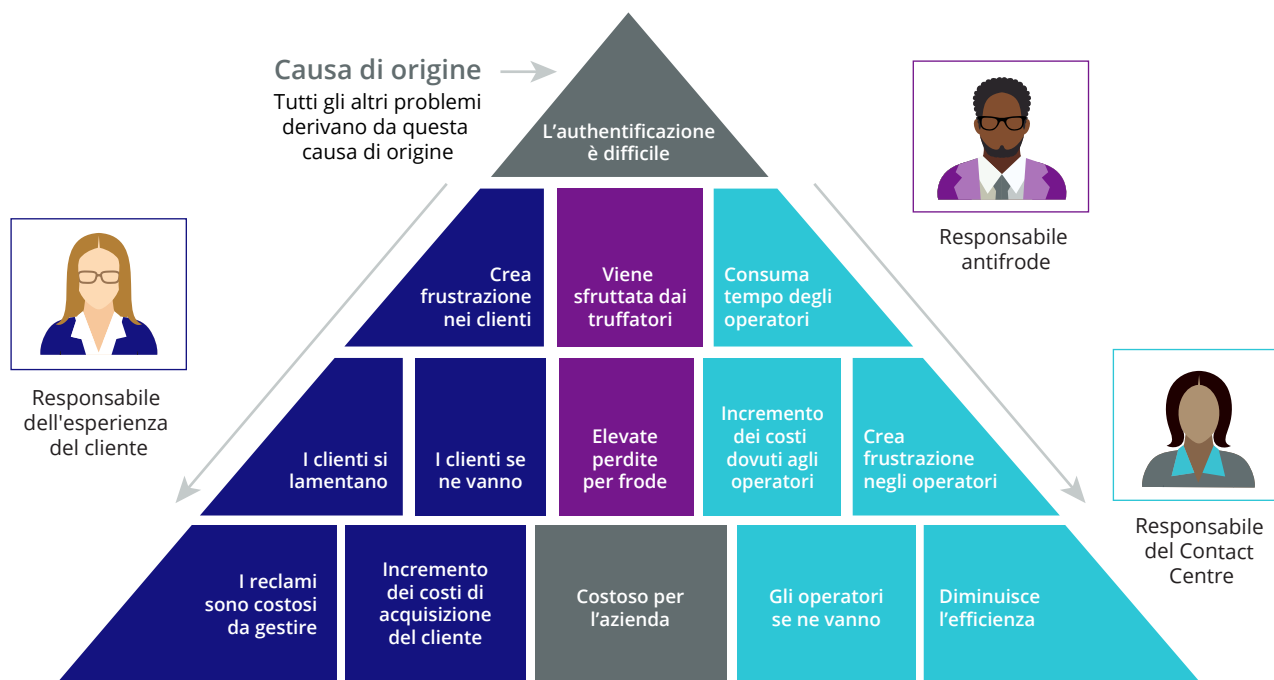 Causa di origine
Tutti gli altri problemi
derivano da questa
causa di origine
L'authentificazione
è difficile
Responsabile
antifrode
Responsabile
dell'esperienza
del cliente
Crea
frustrazione
nei clienti
Viene
sfruttata dai
truffatori
Consuma
tempo degli
operatori
I clienti si
lamentano
I clienti se
ne vanno
Elevate
perdite
per frode
Incremento
dei costi
dovuti agli
operatori
Crea
frustrazione
negli operatori
Responsabile
del Contact
Centre
I reclami
sono costosi
da gestire
Incremento
dei costi di
acquisizione
del cliente
Costoso per
l'azienda
Gli operatori
se ne vanno
Diminuisce
l'efficienza